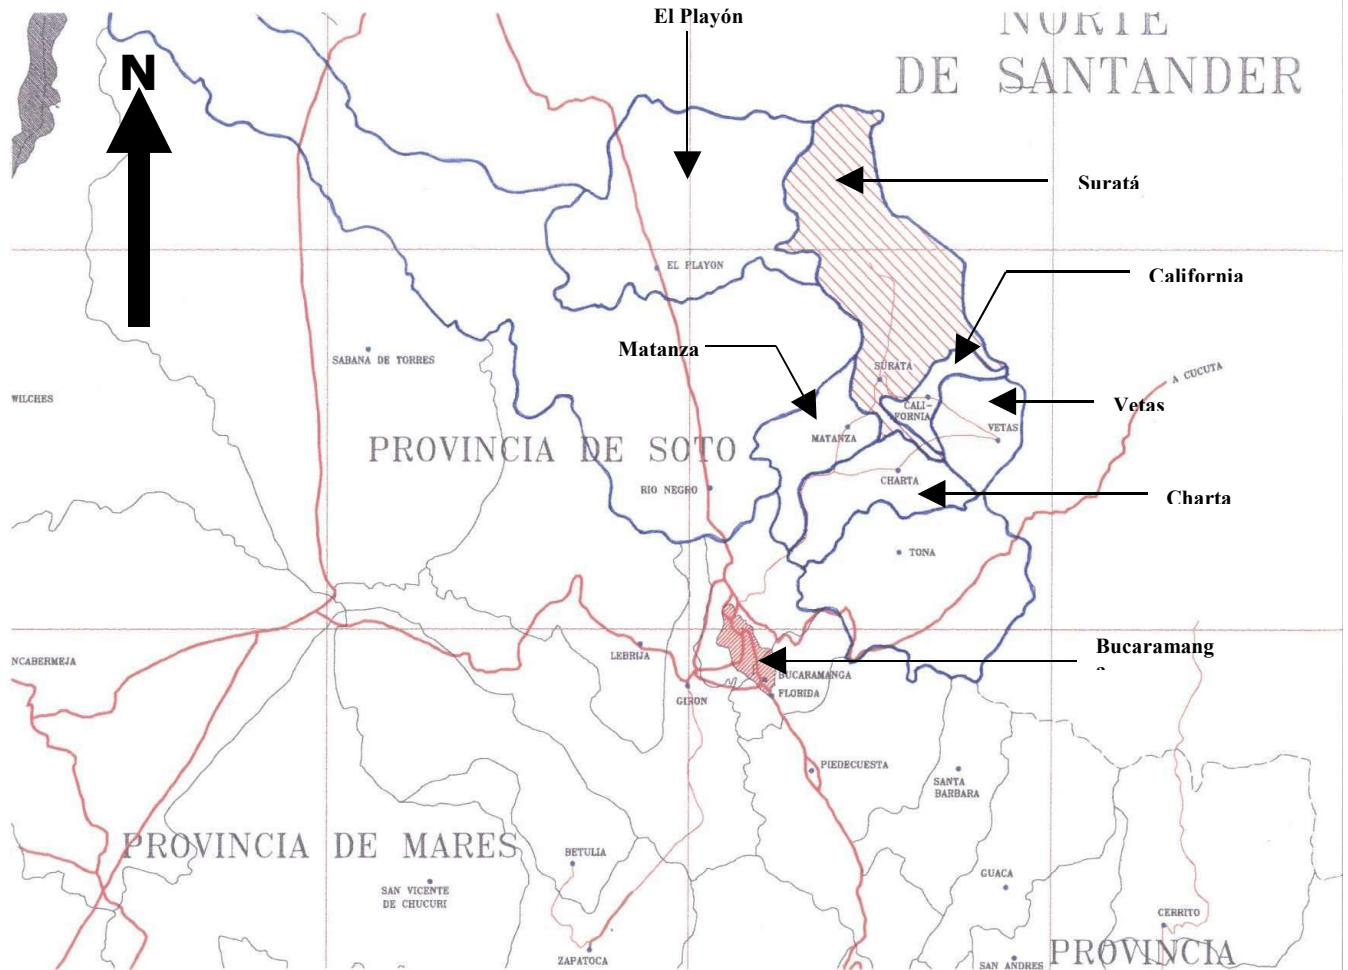 El Playón
NORTE
DE SANTANDER
N
Suratá
California
EL PLAYON
Matanza
SABANA DE TORRES
SURATA
A CUCUTA
WILCHES
CALI-
FORNIA
Vetas
VETAS
MATANZA
PROVINCIA DE SOTO
CHARTA
RIO NEGRO
Charta
TONA
Bucaramang
a
LEBRIJA
NCABERMEJA
BUCARAMANGA
FLORIDA
GIRON
PIEDECUESTA
SANTA
BARBARA
PROVINCIA DE MARES
BETULIA
GUACA
SAN VICENTE
DE CHUCURI
CERRITO
PROVINCIA
ZAPATOCA
SAN ANDRES